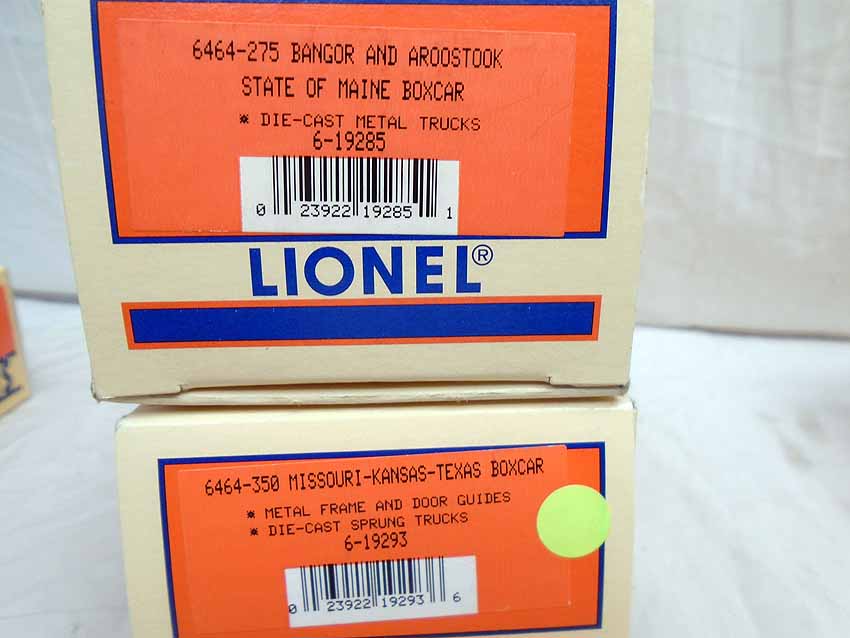 6464-275 BANGOR AND AROOSTOOK
STATE OF MAINE BOXCAR
* DIE-CAST METAL TRUCKS
6-19285
0 23922 19285 1
LIONEL®
6464-350 MISSOURI-KANSAS-TEXAS BOXCAR
* METAL FRAME AND DOOR GUIDES
* DIE-CAST SPRUNG TRUCKS
6-19293
0 23922 19293 6